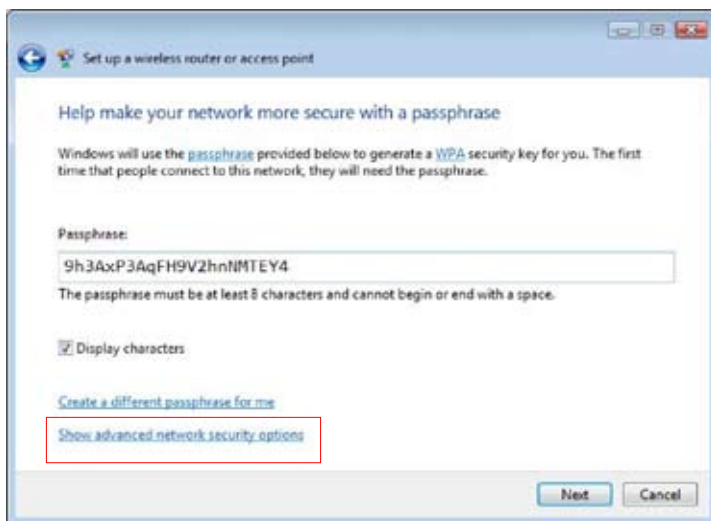 Set up a wireless router or access point
Help make your network more secure with a passphrase
Windows will use the passphrase provided below to generate a WPA security key for you. The first
time that people connect to this network, they will need the passphrase.
Passphrase:
9h3AxP3AqFH9V2hnNMTEY4
The passphrase must be at least 8 characters and cannot begin or end with a space.
Display characters
Create a different passphrase for me
Show advanced network security options
Next Cancel